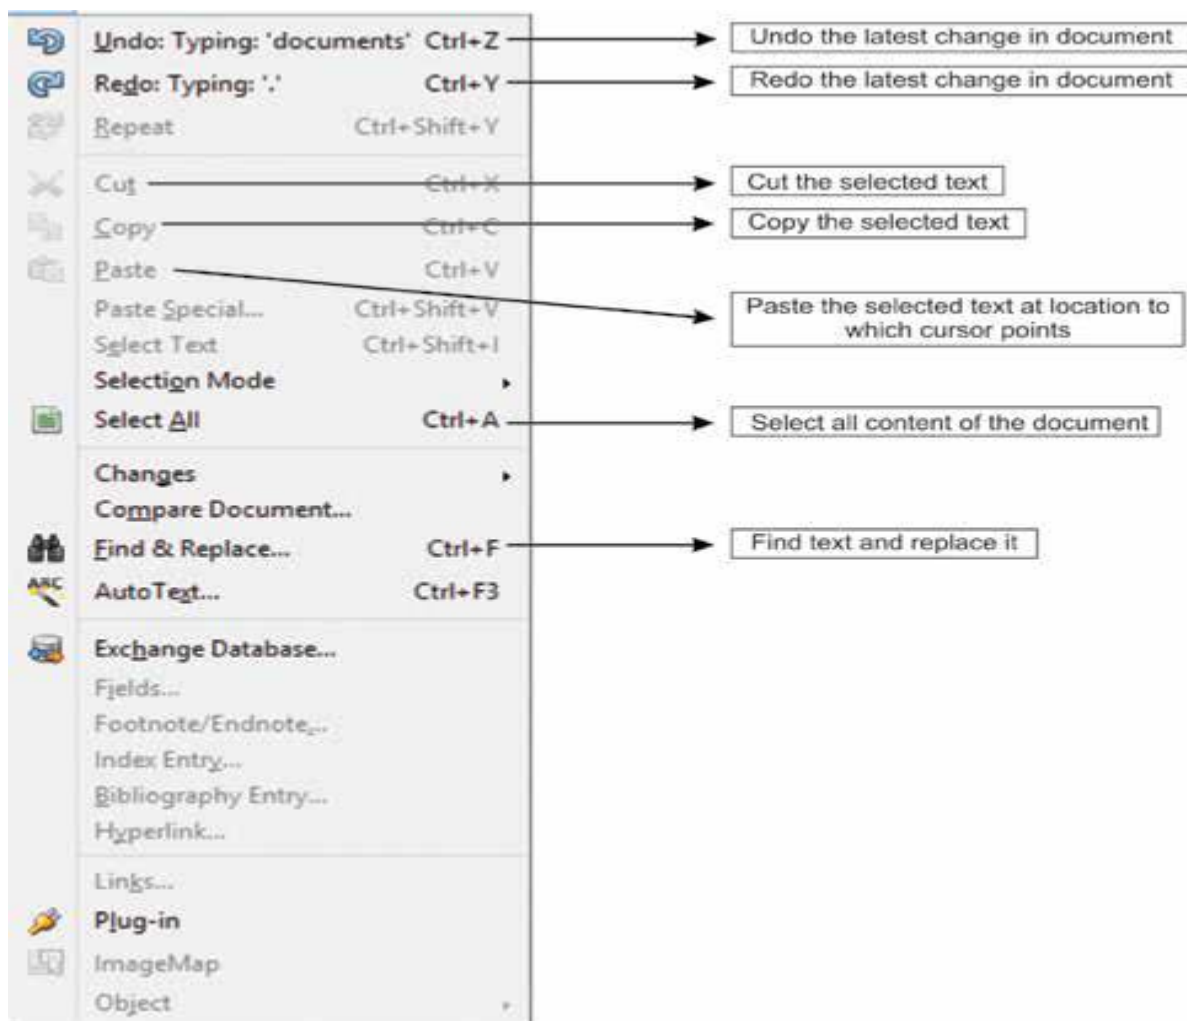 Undo: Typing: 'documents' Ctrl+Z Undo the latest change in document
Redo: Typing: '.' Ctrl+Y Redo the latest change in document
Repeat Ctrl+Shift+Y
Cut Ctrl+X Cut the selected text
Copy Ctrl+C Copy the selected text
Paste Ctrl+V
Paste the selected text at location to
which cursor points
Paste Special... Ctrl+Shift+V
Select Text Ctrl+Shift+I
Selection Mode
Select All Ctrl+A Select all content of the document
Changes
Compare Document...
Find & Replace... Ctrl+F Find text and replace it
ABC
AutoText... Ctrl+F3
Exchange Database...
Fields...
Footnote/Endnote...
Index Entry...
Bibliography Entry...
Hyperlink...
Links...
Plug-in
ImageMap
Object